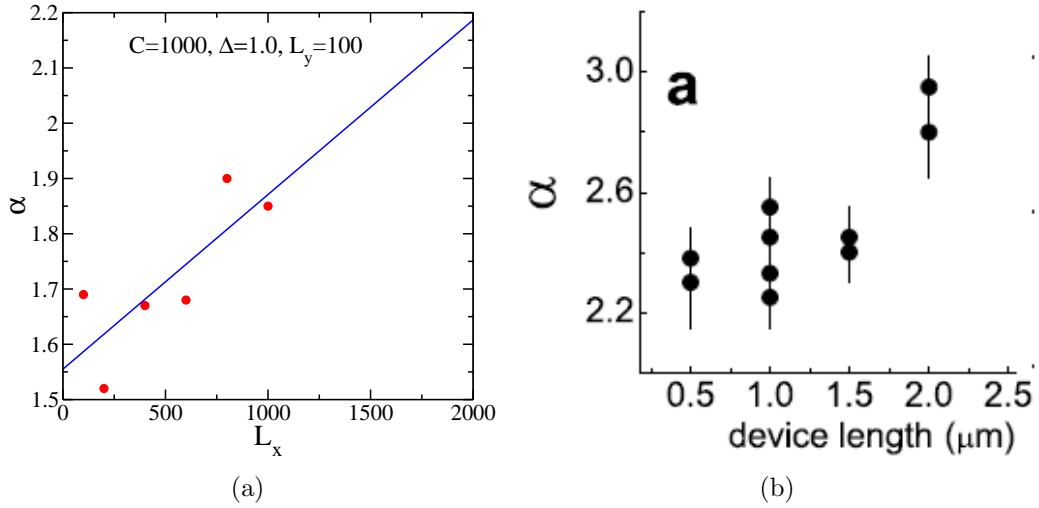 2.2
2.1
2
1.9
1.8
1.7
1.6
1.5
α
C=1000, Δ=1.0, L_y=100
0 500 1000 1500 2000
L_x
(a)
a
3.0
2.6
2.2
α
0.5 1.0 1.5 2.0 2.5
device length (μm)
(b)